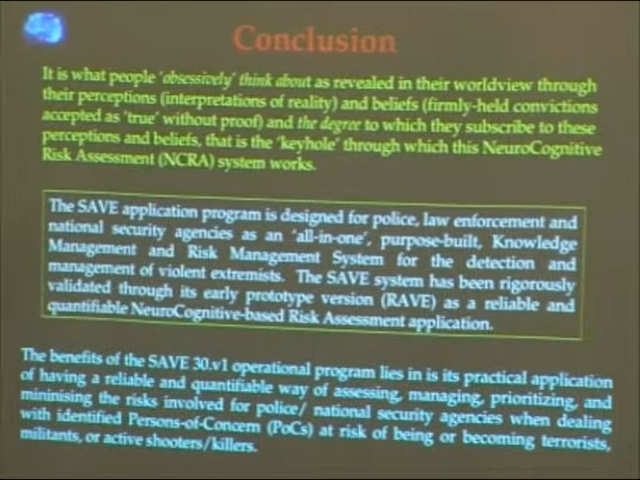 Conclusion
It is what people 'obsessively' think about as revealed in their worldview through
their perceptions (interpretations of reality) and beliefs (firmly-held convictions
accepted as 'true' without proof) and the degree to which they subscribe to these
perceptions and beliefs, that is the 'keyhole' through which this NeuroCognitive
Risk Assessment (NCRA) system works.
The SAVE application program is designed for police, law enforcement and
national security agencies as an 'all-in-one', purpose-built, Knowledge
Management and Risk Management System for the detection and
management of violent extremists. The SAVE system has been rigorously
validated through its early prototype version (RAVE) as a reliable and
quantifiable NeuroCognitive-based Risk Assessment application.
The benefits of the SAVE 30.v1 operational program lies in is its practical application
of having a reliable and quantifiable way of assessing, managing, prioritizing, and
mininising the risks involved for police/ national security agencies when dealing
with identified Persons-of-Concern (PoCs) at risk of being or becoming terrorists,
militants, or active shooters/killers.